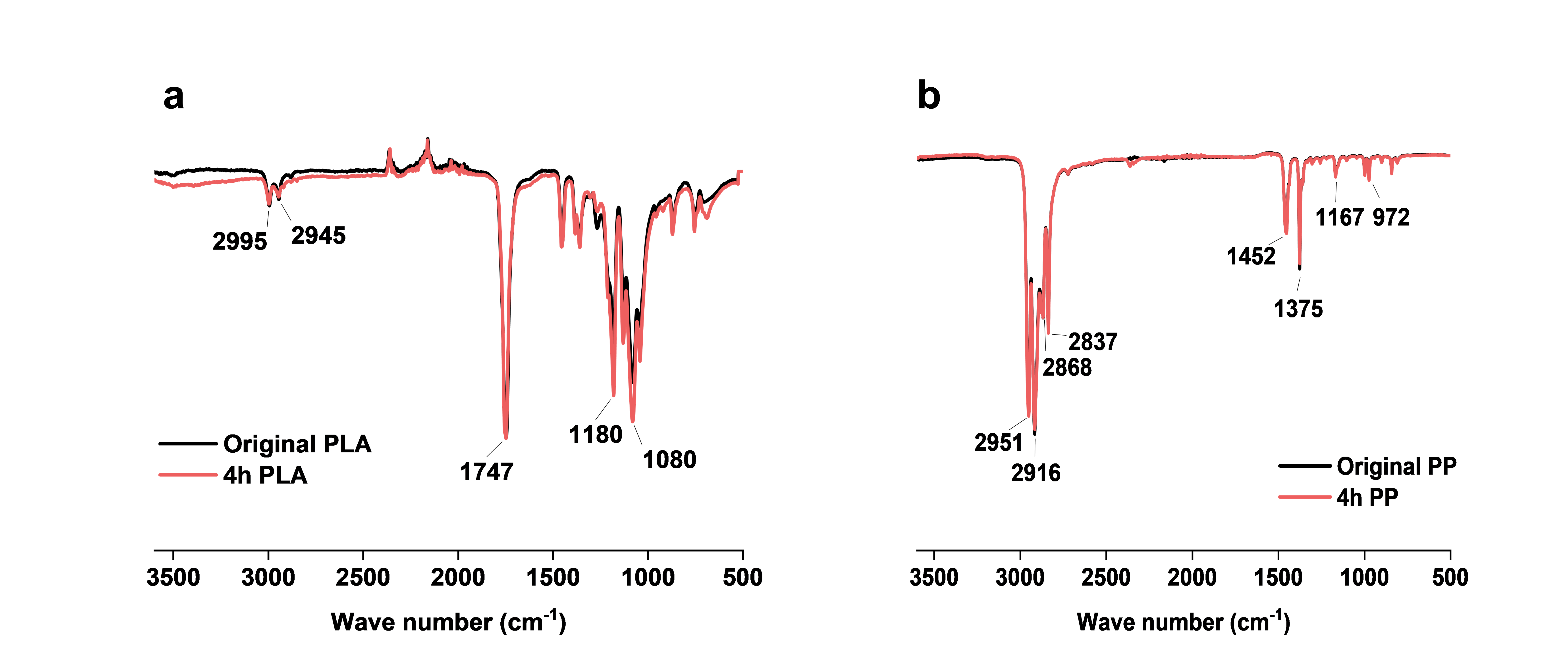 a
2995
2945
1747
1180
1080
Original PLA
4h PLA
3500 3000 2500 2000 1500 1000 500
Wave number (cm⁻¹)
b
2951
2916
2868
2837
1452
1375
1167
972
Original PP
4h PP
3500 3000 2500 2000 1500 1000 500
Wave number (cm⁻¹)